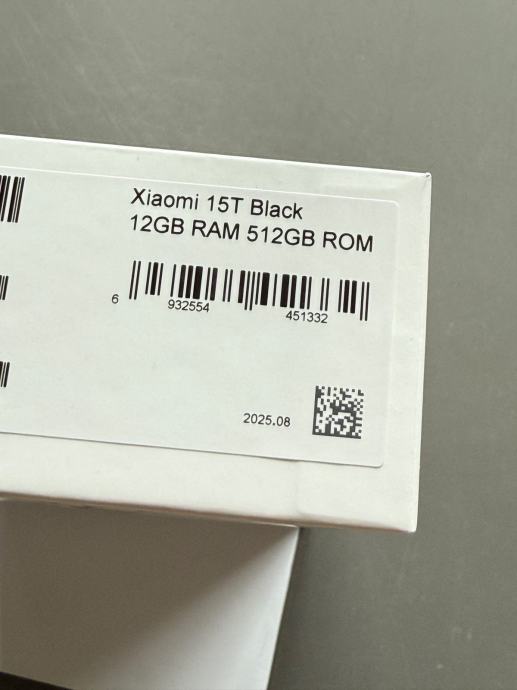 Xiaomi 15T Black
12GB RAM 512GB ROM
6 932554 451332
2025.08